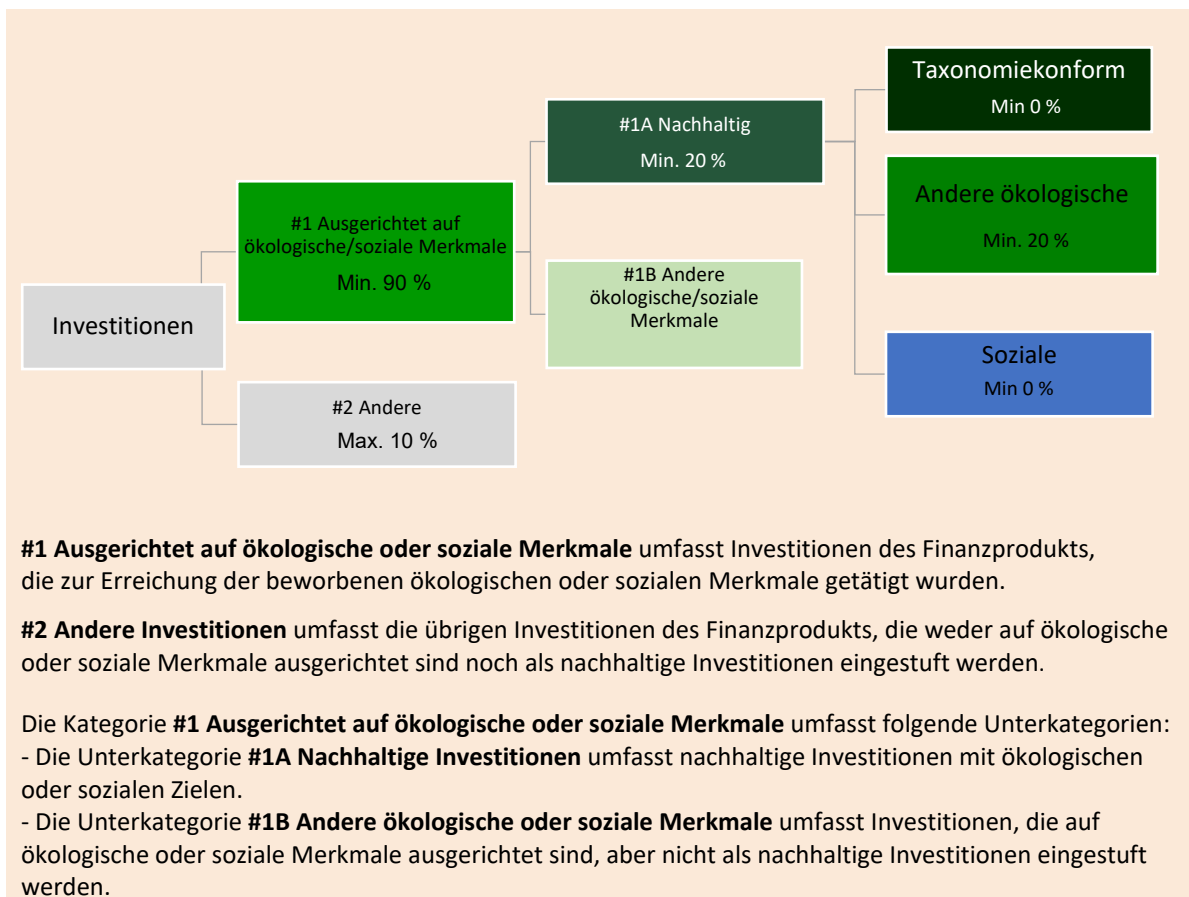 Investitionen
#1 Ausgerichtet auf
ökologische/soziale Merkmale
Min. 90 %
#2 Andere
Max. 10 %
#1A Nachhaltig
Min. 20 %
#1B Andere
ökologische/soziale
Merkmale
Taxonomiekonform
Min 0 %
Andere ökologische
Min. 20 %
Soziale
Min 0 %
#1 Ausgerichtet auf ökologische oder soziale Merkmale umfasst Investitionen des Finanzprodukts,
die zur Erreichung der beworbenen ökologischen oder sozialen Merkmale getätigt wurden.
#2 Andere Investitionen umfasst die übrigen Investitionen des Finanzprodukts, die weder auf ökologische
oder soziale Merkmale ausgerichtet sind noch als nachhaltige Investitionen eingestuft werden.
Die Kategorie #1 Ausgerichtet auf ökologische oder soziale Merkmale umfasst folgende Unterkategorien:
- Die Unterkategorie #1A Nachhaltige Investitionen umfasst nachhaltige Investitionen mit ökologischen
oder sozialen Zielen.
- Die Unterkategorie #1B Andere ökologische oder soziale Merkmale umfasst Investitionen, die auf
ökologische oder soziale Merkmale ausgerichtet sind, aber nicht als nachhaltige Investitionen eingestuft
werden.